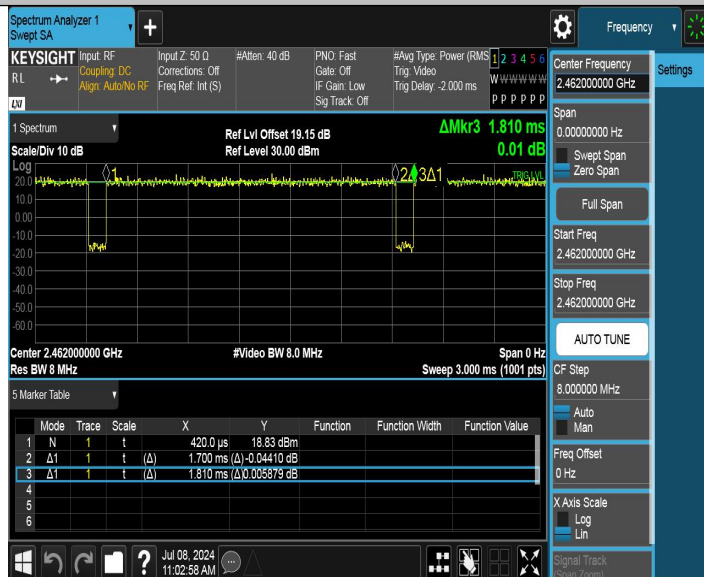 Spectrum Analyzer 1
Swept SA
+
Frequency
KEYSIGHT
RL
LXI
Input: RF
Coupling: DC
Align: Auto/No RF
Input Z: 50 Ω
Corrections: Off
Freq Ref: Int (S)
#Atten: 40 dB
PNO: Fast
Gate: Off
IF Gain: Low
Sig Track: Off
#Avg Type: Power (RMS
Trig: Video
Trig Delay: -2.000 ms
1 2 3 4 5 6
W W W W W W
P P P P P P
1 Spectrum
Scale/Div 10 dB
Ref Lvl Offset 19.15 dB
Ref Level 30.00 dBm
ΔMkr3 1.810 ms
0.01 dB
Log
1
2Δ
3Δ1
TRIG LVL
20.0
10.0
0.00
-10.0
-20.0
-30.0
-40.0
-50.0
-60.0
Center 2.462000000 GHz
#Video BW 8.0 MHz
Span 0 Hz
Res BW 8 MHz
Sweep 3.000 ms (1001 pts)
5 Marker Table
Mode Trace Scale X Y Function Function Width Function Value
1 N 1 t 420.0 µs 18.83 dBm
2 Δ1 1 t (Δ) 1.700 ms (Δ) -0.04410 dB
3 Δ1 1 t (Δ) 1.810 ms (Δ) 0.005879 dB
4
5
6
?
Jul 08, 2024
11:02:58 AM
Center Frequency
2.462000000 GHz
Settings
Span
0.00000000 Hz
Swept Span
Zero Span
Full Span
Start Freq
2.462000000 GHz
Stop Freq
2.462000000 GHz
AUTO TUNE
CF Step
8.000000 MHz
Auto
Man
Freq Offset
0 Hz
X Axis Scale
Log
Lin
Signal Track
(Span Zoom)